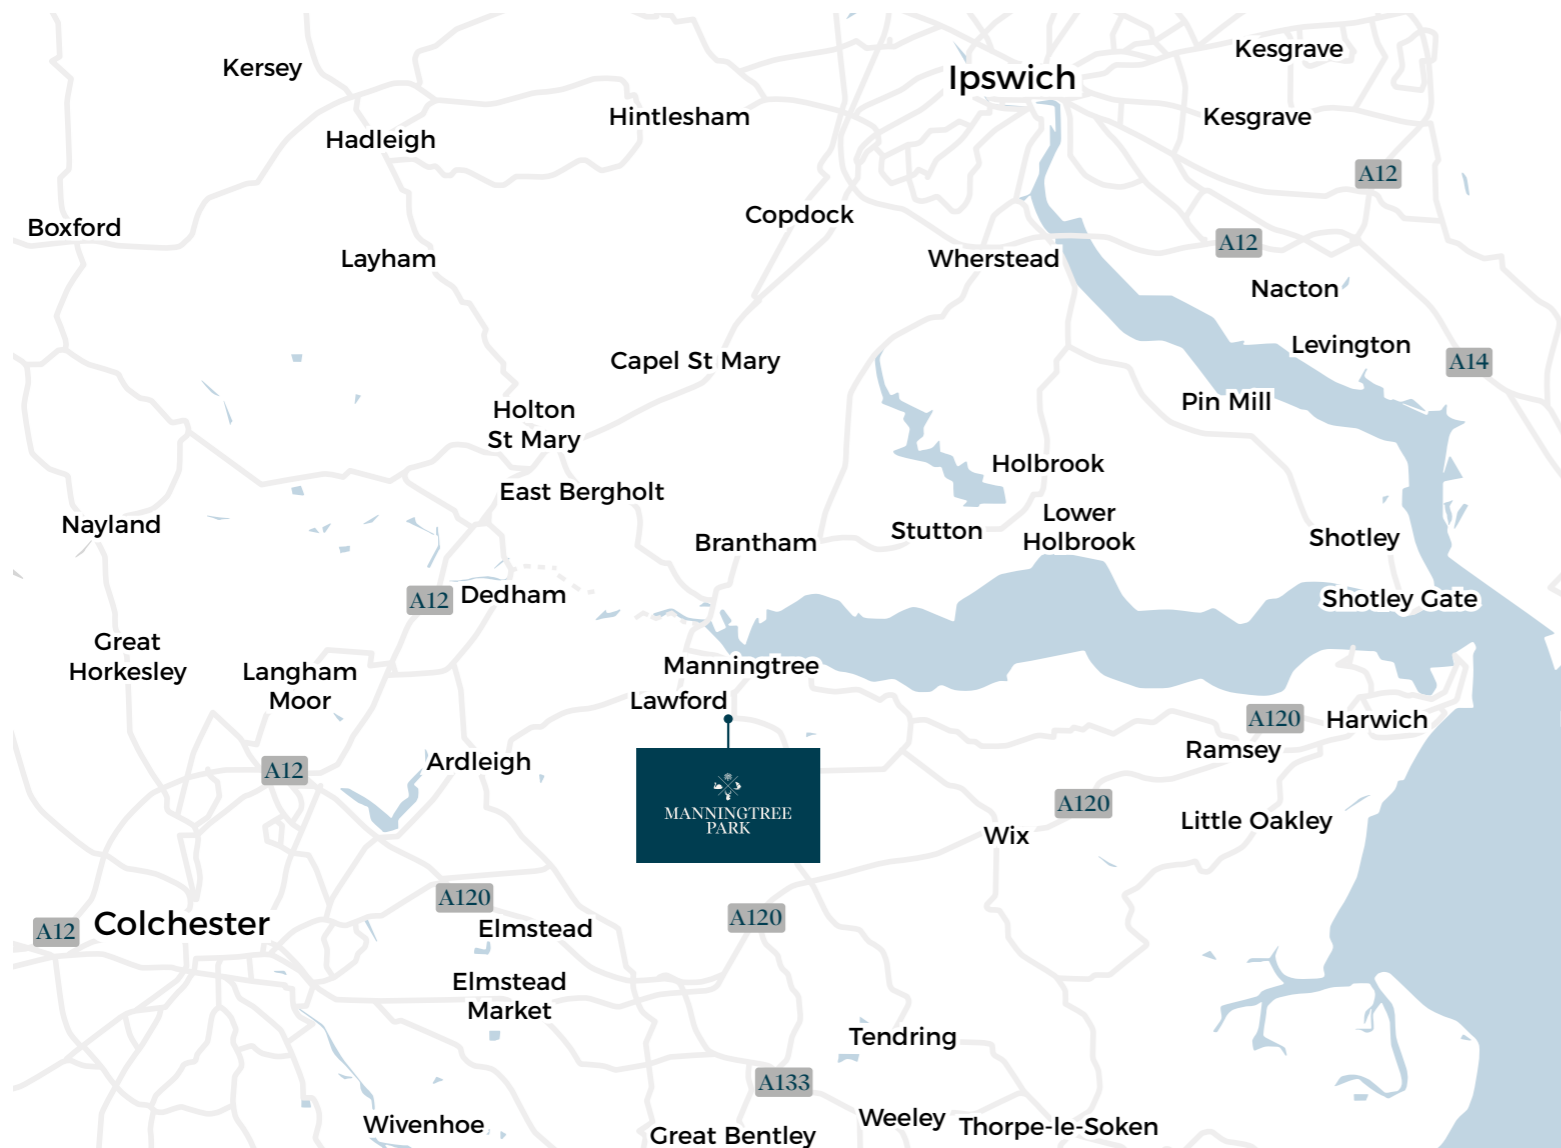 Kesgrave
Kersey
Ipswich
Hintlesham
Kesgrave
Hadleigh
A12
Copdock
Boxford
A12
Layham
Wherstead
Nacton
Levington
Capel St Mary
A14
Pin Mill
Holton
St Mary
Holbrook
East Bergholt
Lower
Holbrook
Nayland
Stutton
Shotley
Brantham
A12
Dedham
Shotley Gate
Great
Horkesley
Langham
Moor
Manningtree
Lawford
A120
Harwich
Ramsey
Ardleigh
A12
MANNINGTREE
PARK
A120
Wix
Little Oakley
A120
A120
Colchester
A12
Elmstead
Elmstead
Market
Tendring
A133
Wivenhoe
Great Bentley
Weeley
Thorpe-le-Soken